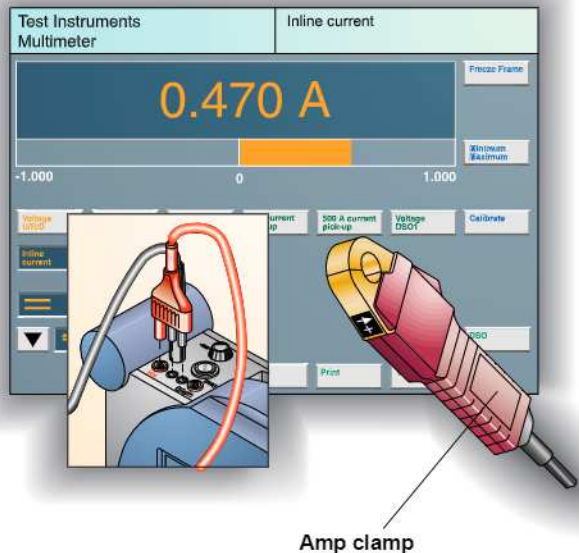 Test Instruments
Multimeter
Inline current
Freeze Frame
0.470 A
Minimum
Maximum
-1.000
0
1.000
Voltage
urrent
up
500 A current
pick-up
Voltage
DSO1
Calibrate
Inline
current
DSO
Print
Amp clamp